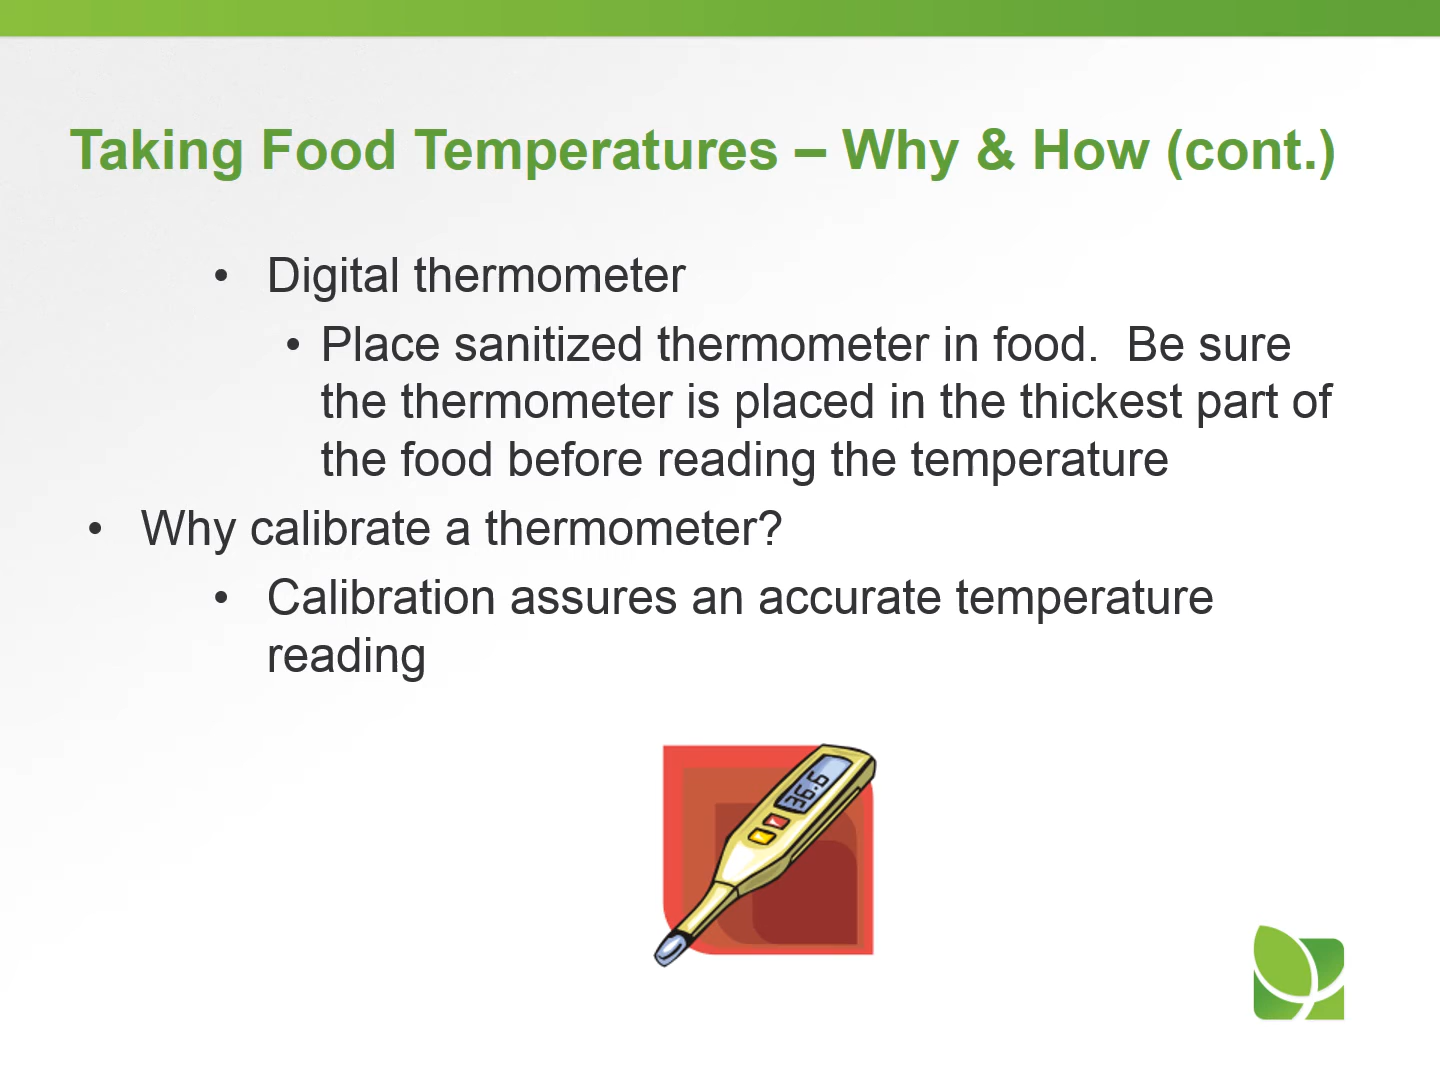 Taking Food Temperatures – Why & How (cont.)
• Digital thermometer
• Place sanitized thermometer in food.  Be sure
the thermometer is placed in the thickest part of
the food before reading the temperature
• Why calibrate a thermometer?
• Calibration assures an accurate temperature
reading
36.6